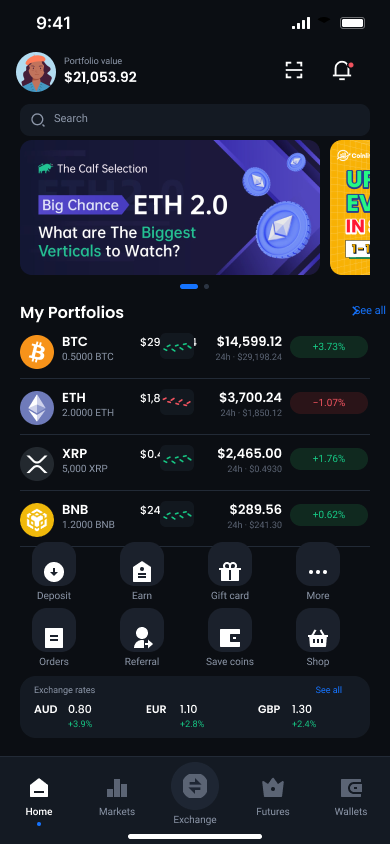 9:41
Portfolio value
$21,053.92
Search
The Calf Selection
Big Chance ETH 2.0
What are The Biggest
Verticals to Watch?
My Portfolios
See all
BTC
0.5000 BTC
$14,599.12
24h · $29,198.24
+3.73%
ETH
2.0000 ETH
$3,700.24
24h · $1,850.12
−1.07%
XRP
5,000 XRP
$2,465.00
24h · $0.4930
+1.76%
BNB
1.2000 BNB
$289.56
24h · $241.30
+0.62%
Deposit
Earn
Gift card
More
Orders
Referral
Save coins
Shop
Exchange rates
See all
AUD 0.80
+3.9%
EUR 1.10
+2.8%
GBP 1.30
+2.4%
Home
Markets
Exchange
Futures
Wallets